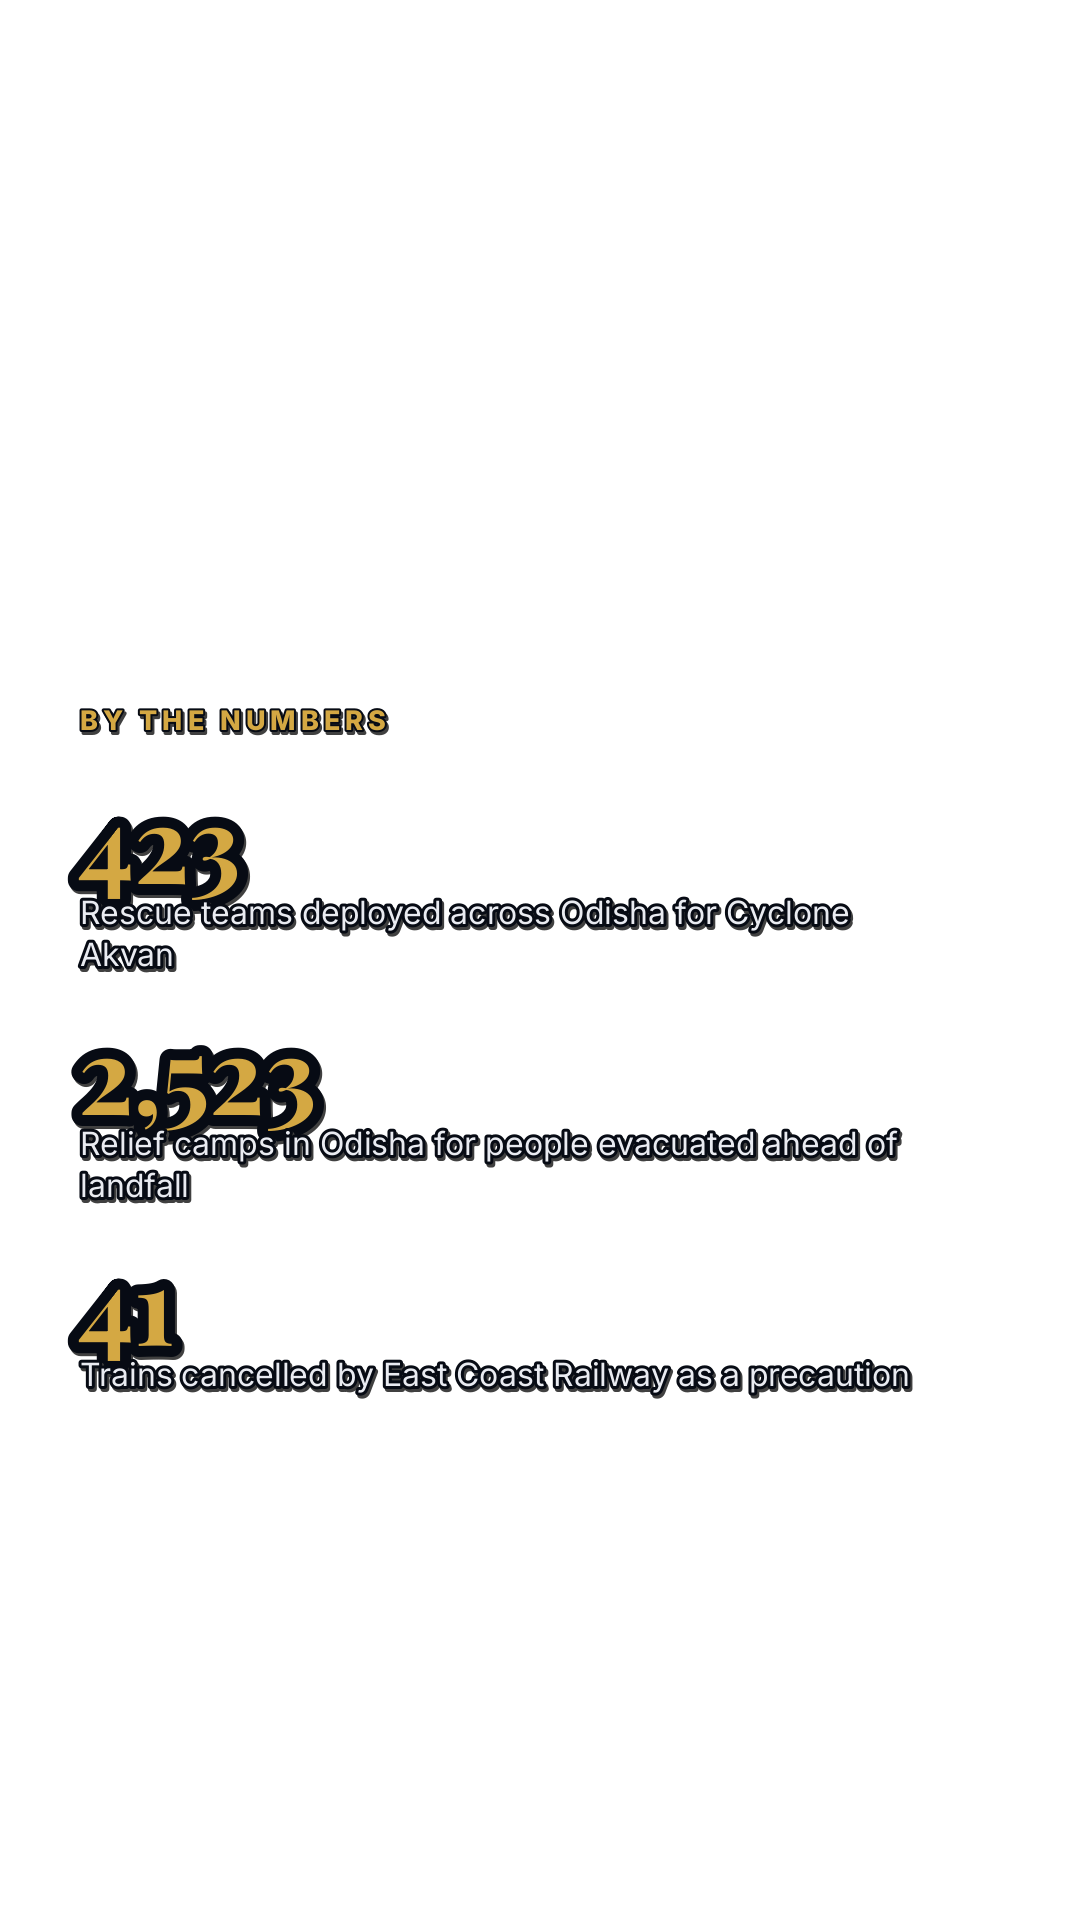 BY THE NUMBERS
423
Rescue teams deployed across Odisha for Cyclone
Akvan
2,523
Relief camps in Odisha for people evacuated ahead of
landfall
41
Trains cancelled by East Coast Railway as a precaution